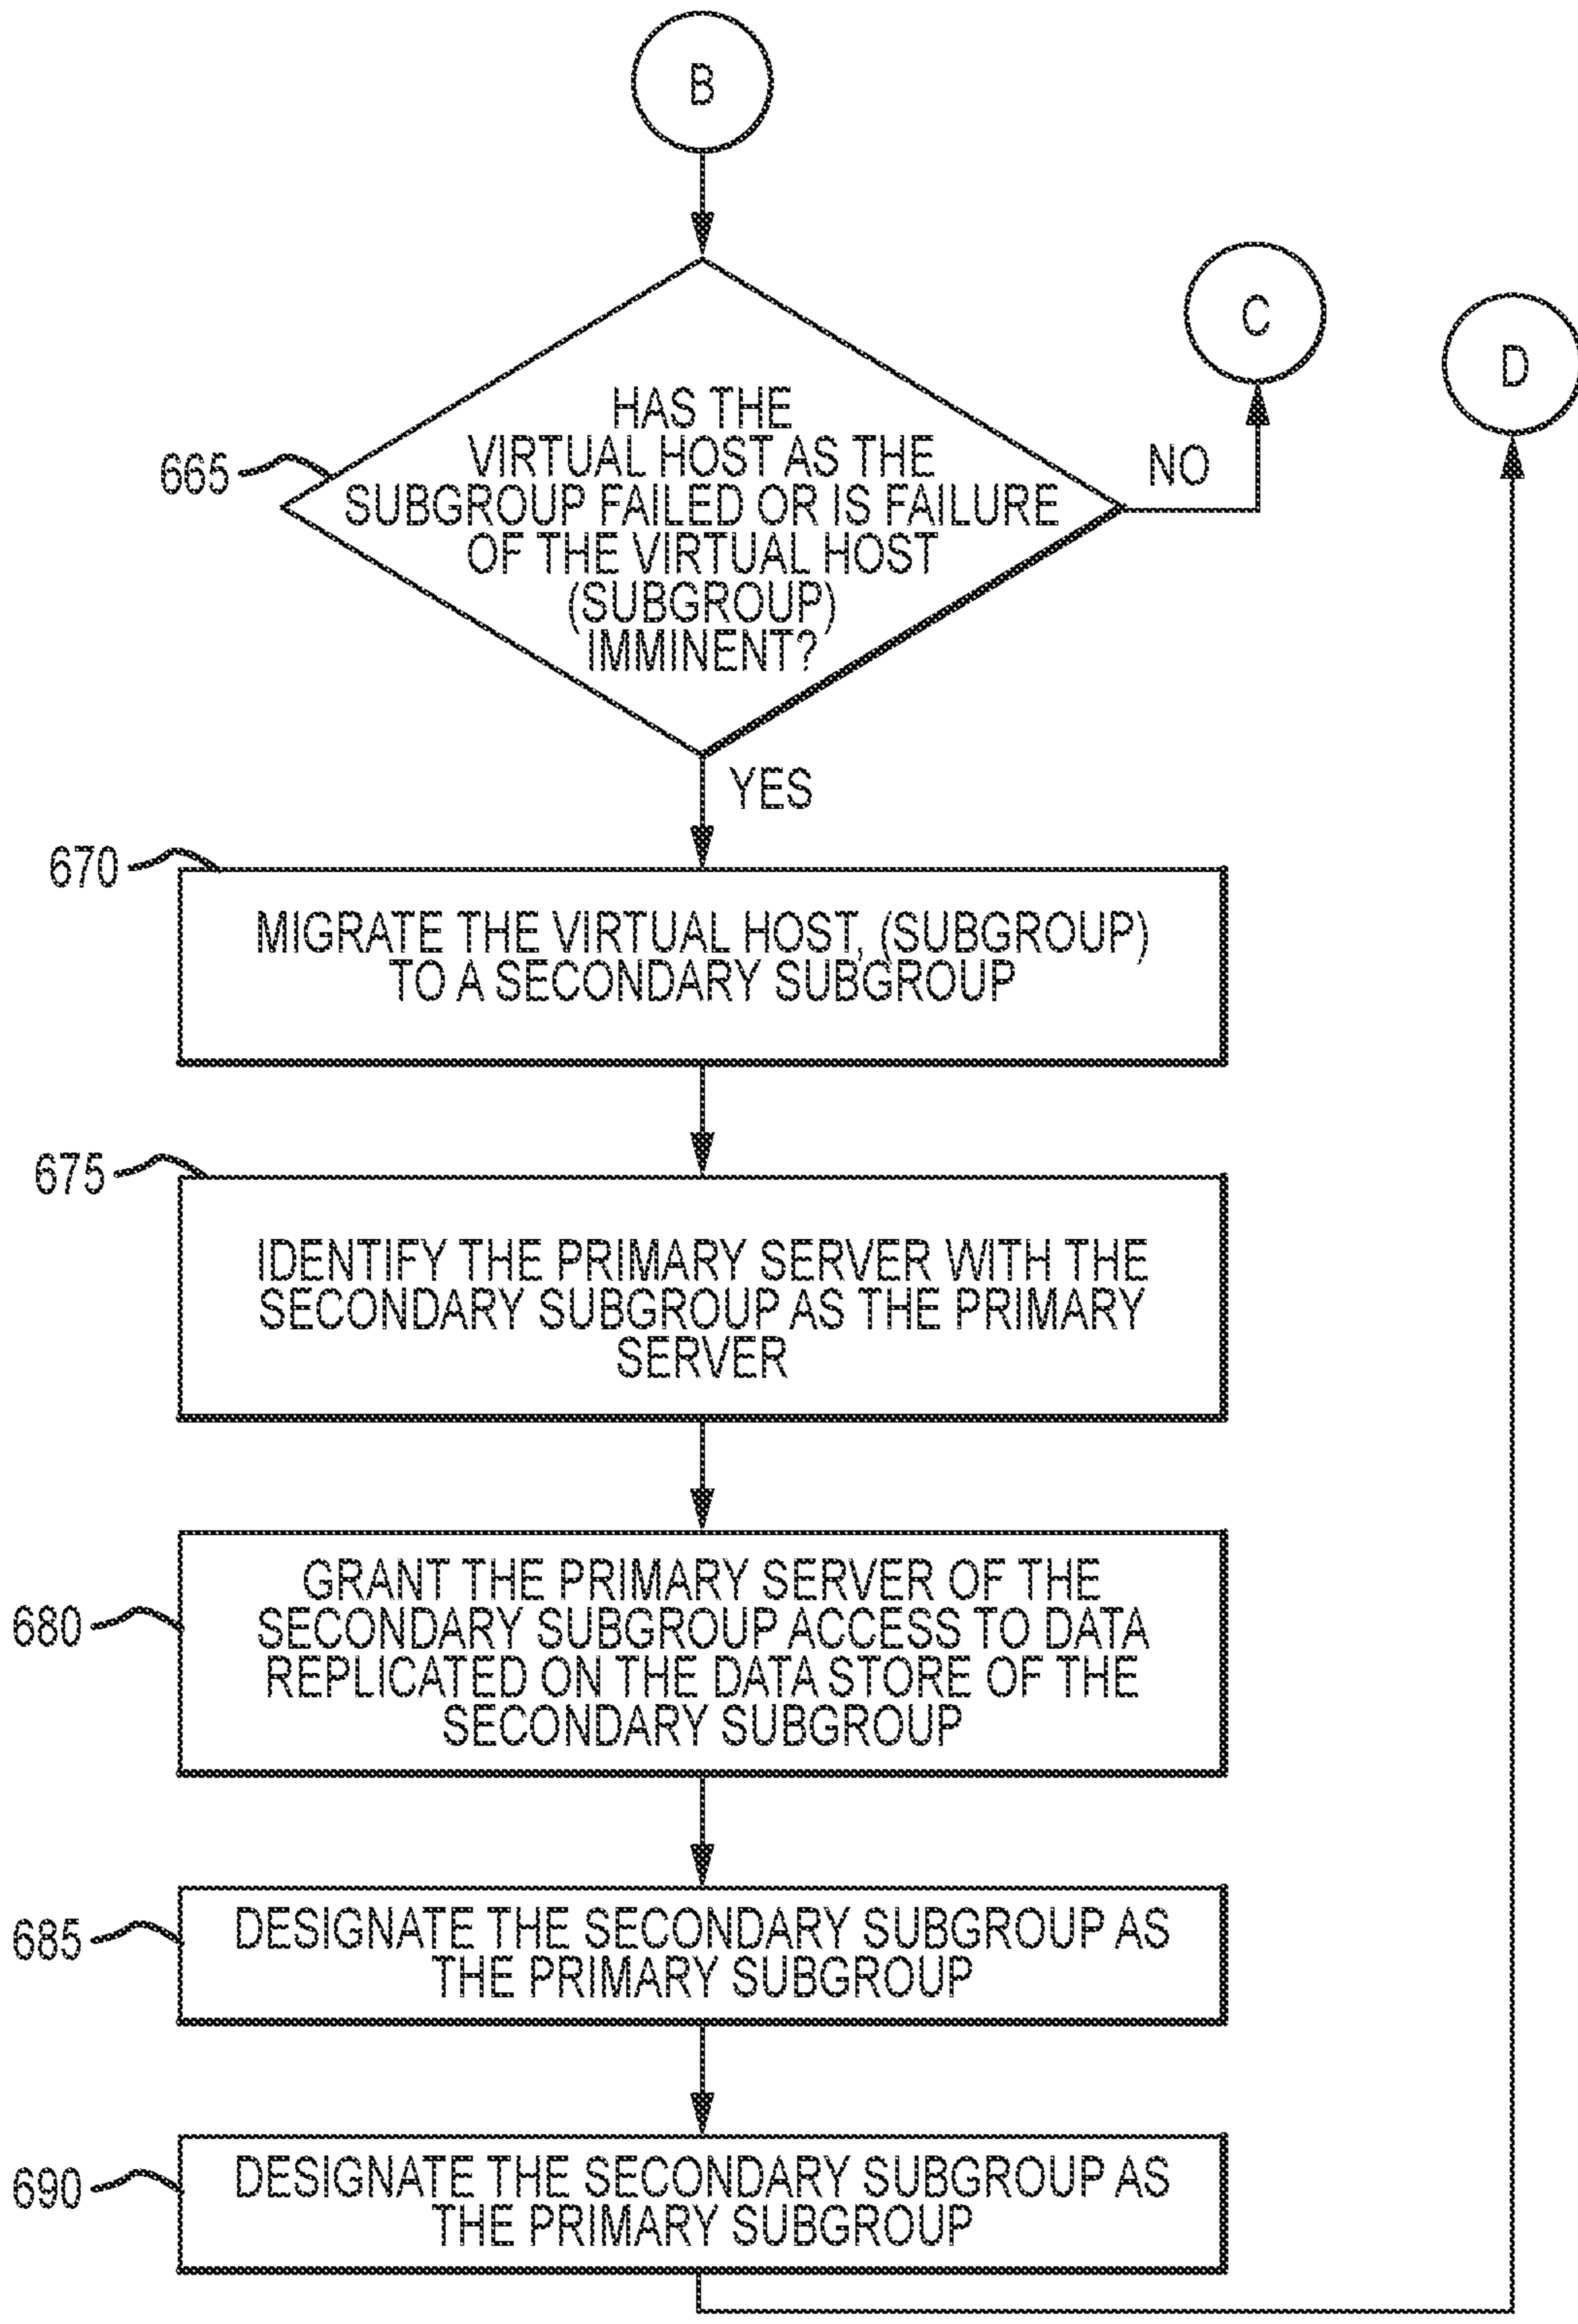 B
C
D
HAS THE
VIRTUAL HOST AS THE
SUBGROUP FAILED OR IS FAILURE
OF THE VIRTUAL HOST
(SUBGROUP)
IMMINENT?
665
NO
YES
670
MIGRATE THE VIRTUAL HOST, (SUBGROUP)
TO A SECONDARY SUBGROUP
675
IDENTIFY THE PRIMARY SERVER WITH THE
SECONDARY SUBGROUP AS THE PRIMARY
SERVER
680
GRANT THE PRIMARY SERVER OF THE
SECONDARY SUBGROUP ACCESS TO DATA
REPLICATED ON THE DATA STORE OF THE
SECONDARY SUBGROUP
685
DESIGNATE THE SECONDARY SUBGROUP AS
THE PRIMARY SUBGROUP
690
DESIGNATE THE SECONDARY SUBGROUP AS
THE PRIMARY SUBGROUP